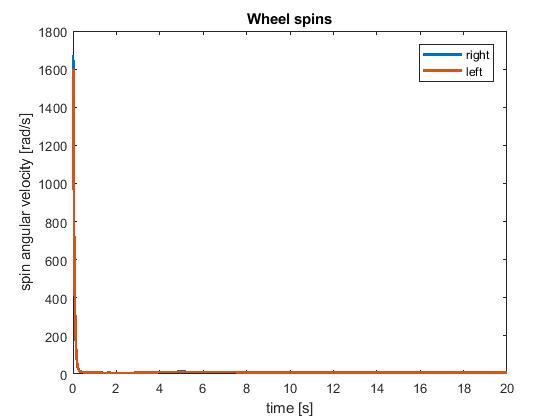 Wheel spins
1800
1600
1400
1200
1000
800
600
400
200
0
spin angular velocity [rad/s]
right
left
0 2 4 6 8 10 12 14 16 18 20
time [s]